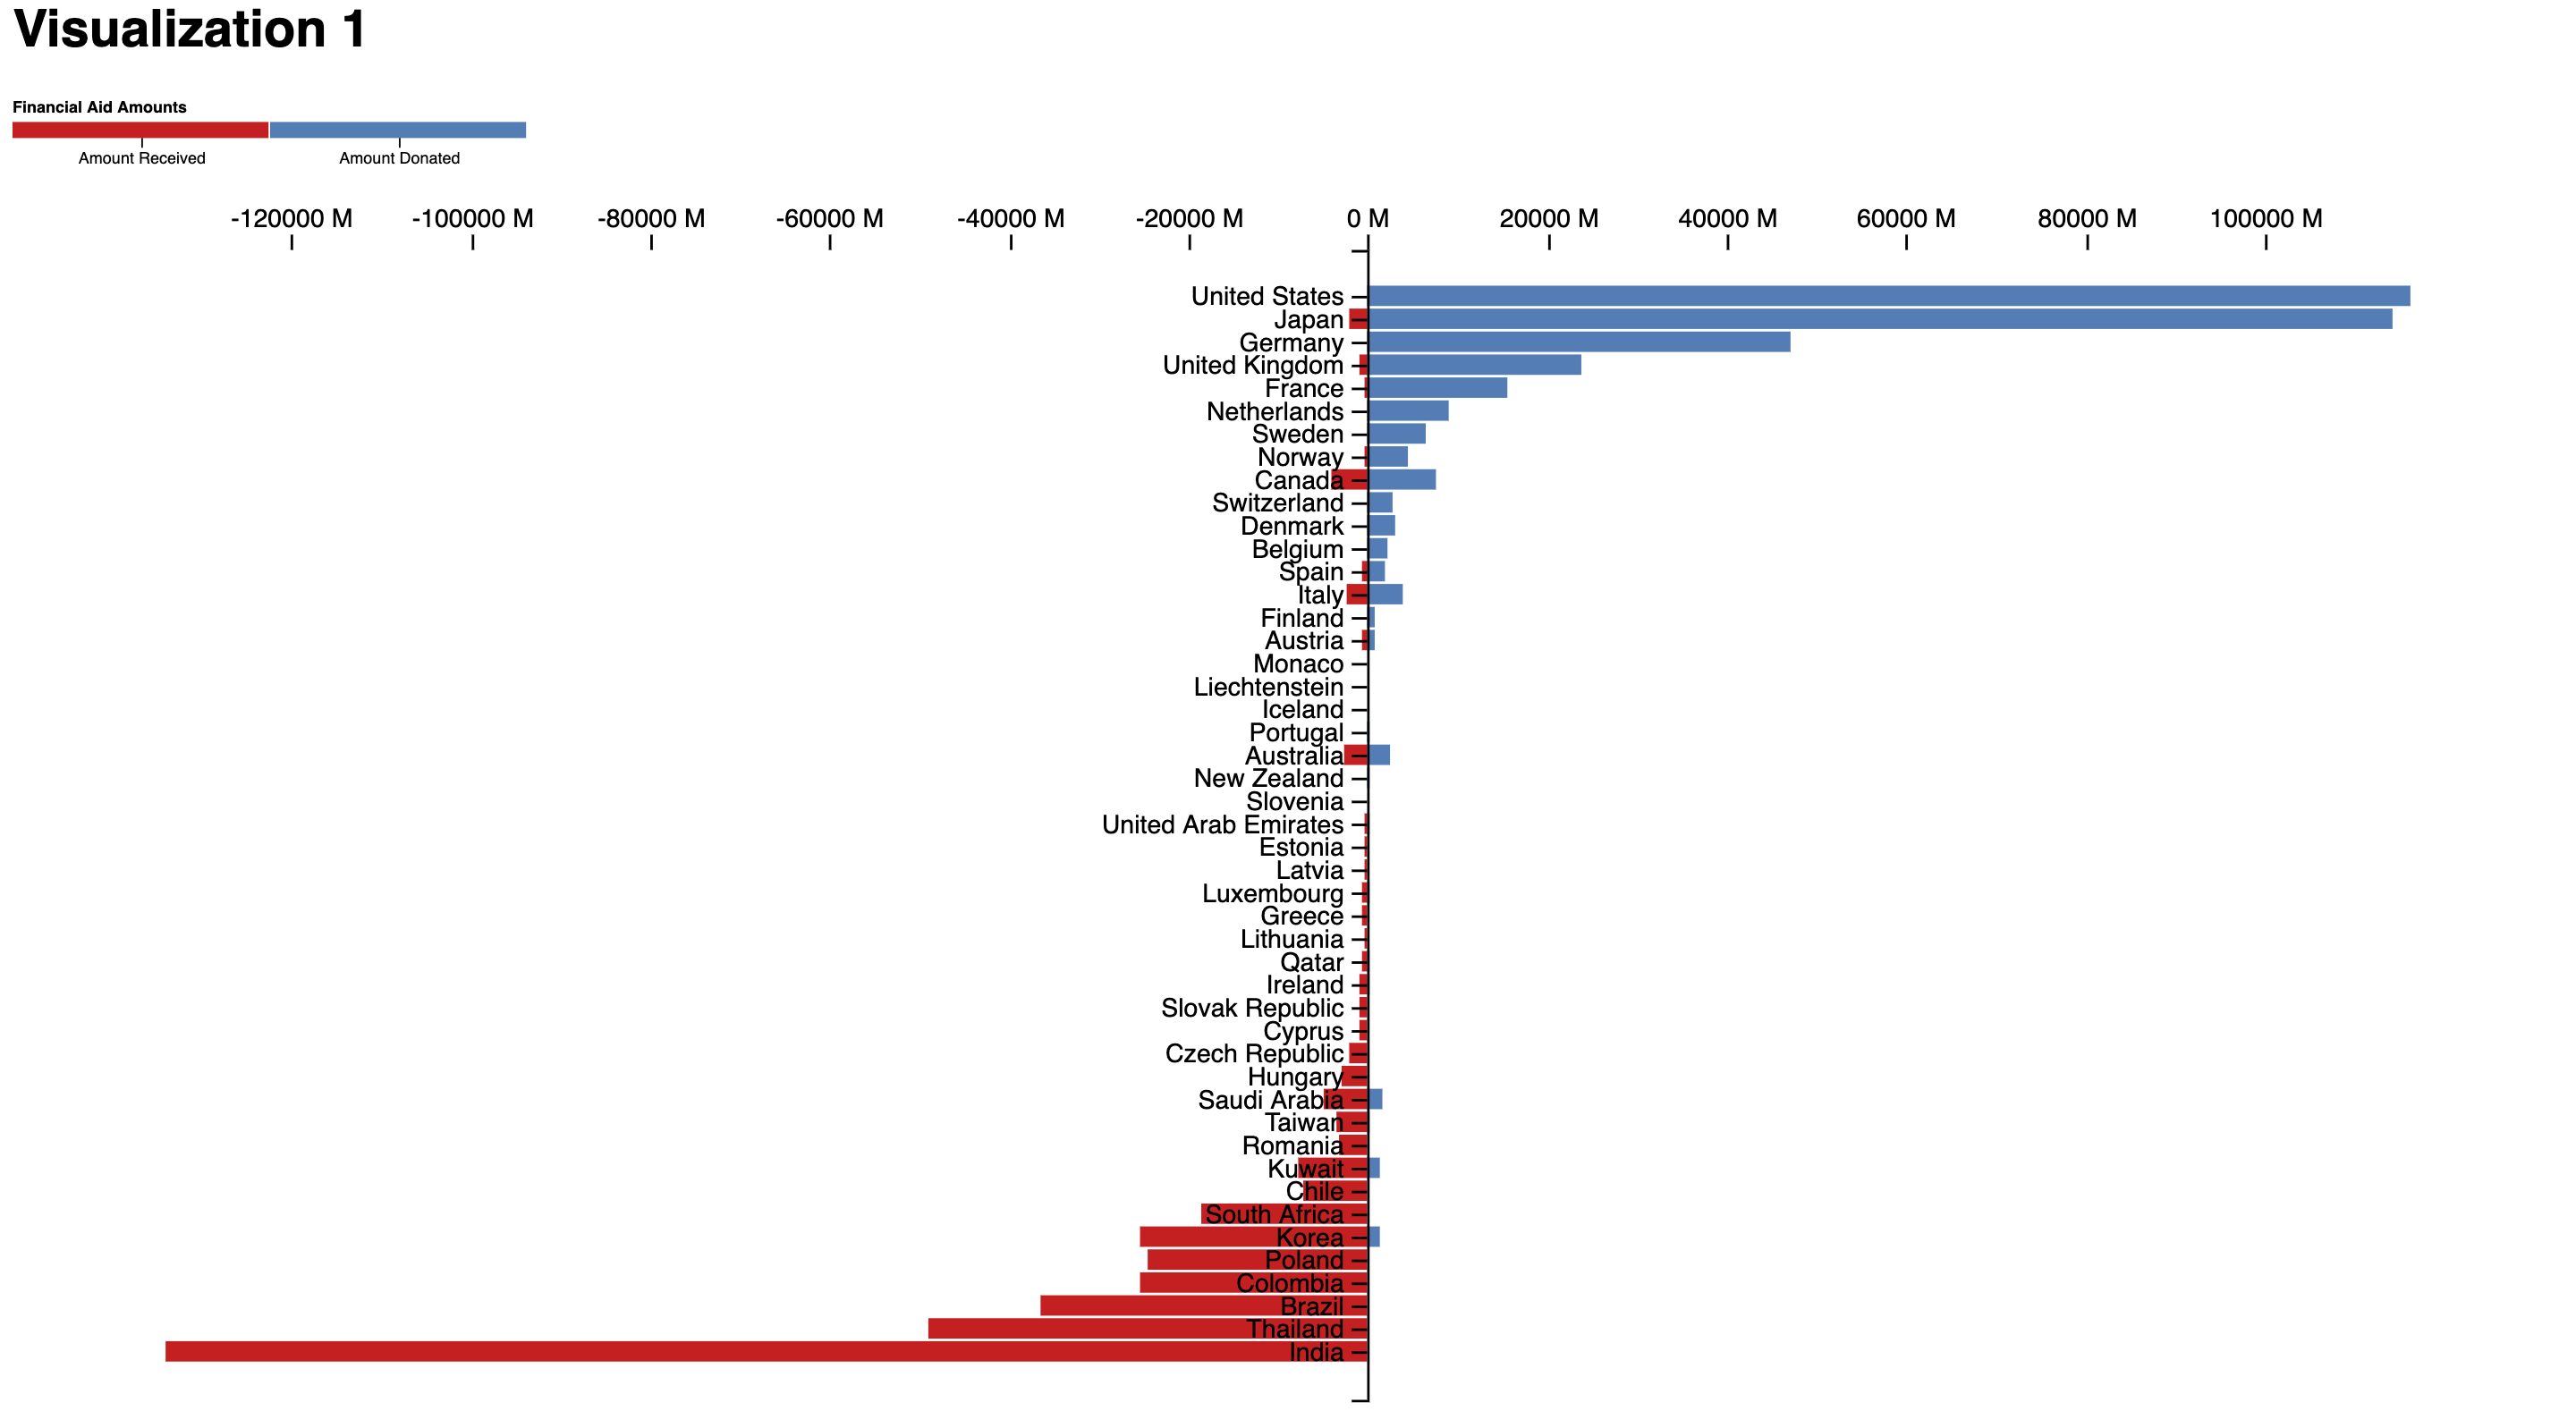 Visualization 1
Financial Aid Amounts
Amount Received Amount Donated
-120000 M -100000 M -80000 M -60000 M -40000 M -20000 M 0 M 20000 M 40000 M 60000 M 80000 M 100000 M
United States
Japan
Germany
United Kingdom
France
Netherlands
Sweden
Norway
Canada
Switzerland
Denmark
Belgium
Spain
Italy
Finland
Austria
Monaco
Liechtenstein
Iceland
Portugal
Australia
New Zealand
Slovenia
United Arab Emirates
Estonia
Latvia
Luxembourg
Greece
Lithuania
Qatar
Ireland
Slovak Republic
Cyprus
Czech Republic
Hungary
Saudi Arabia
Taiwan
Romania
Kuwait
Chile
South Africa
Korea
Poland
Colombia
Brazil
Thailand
India